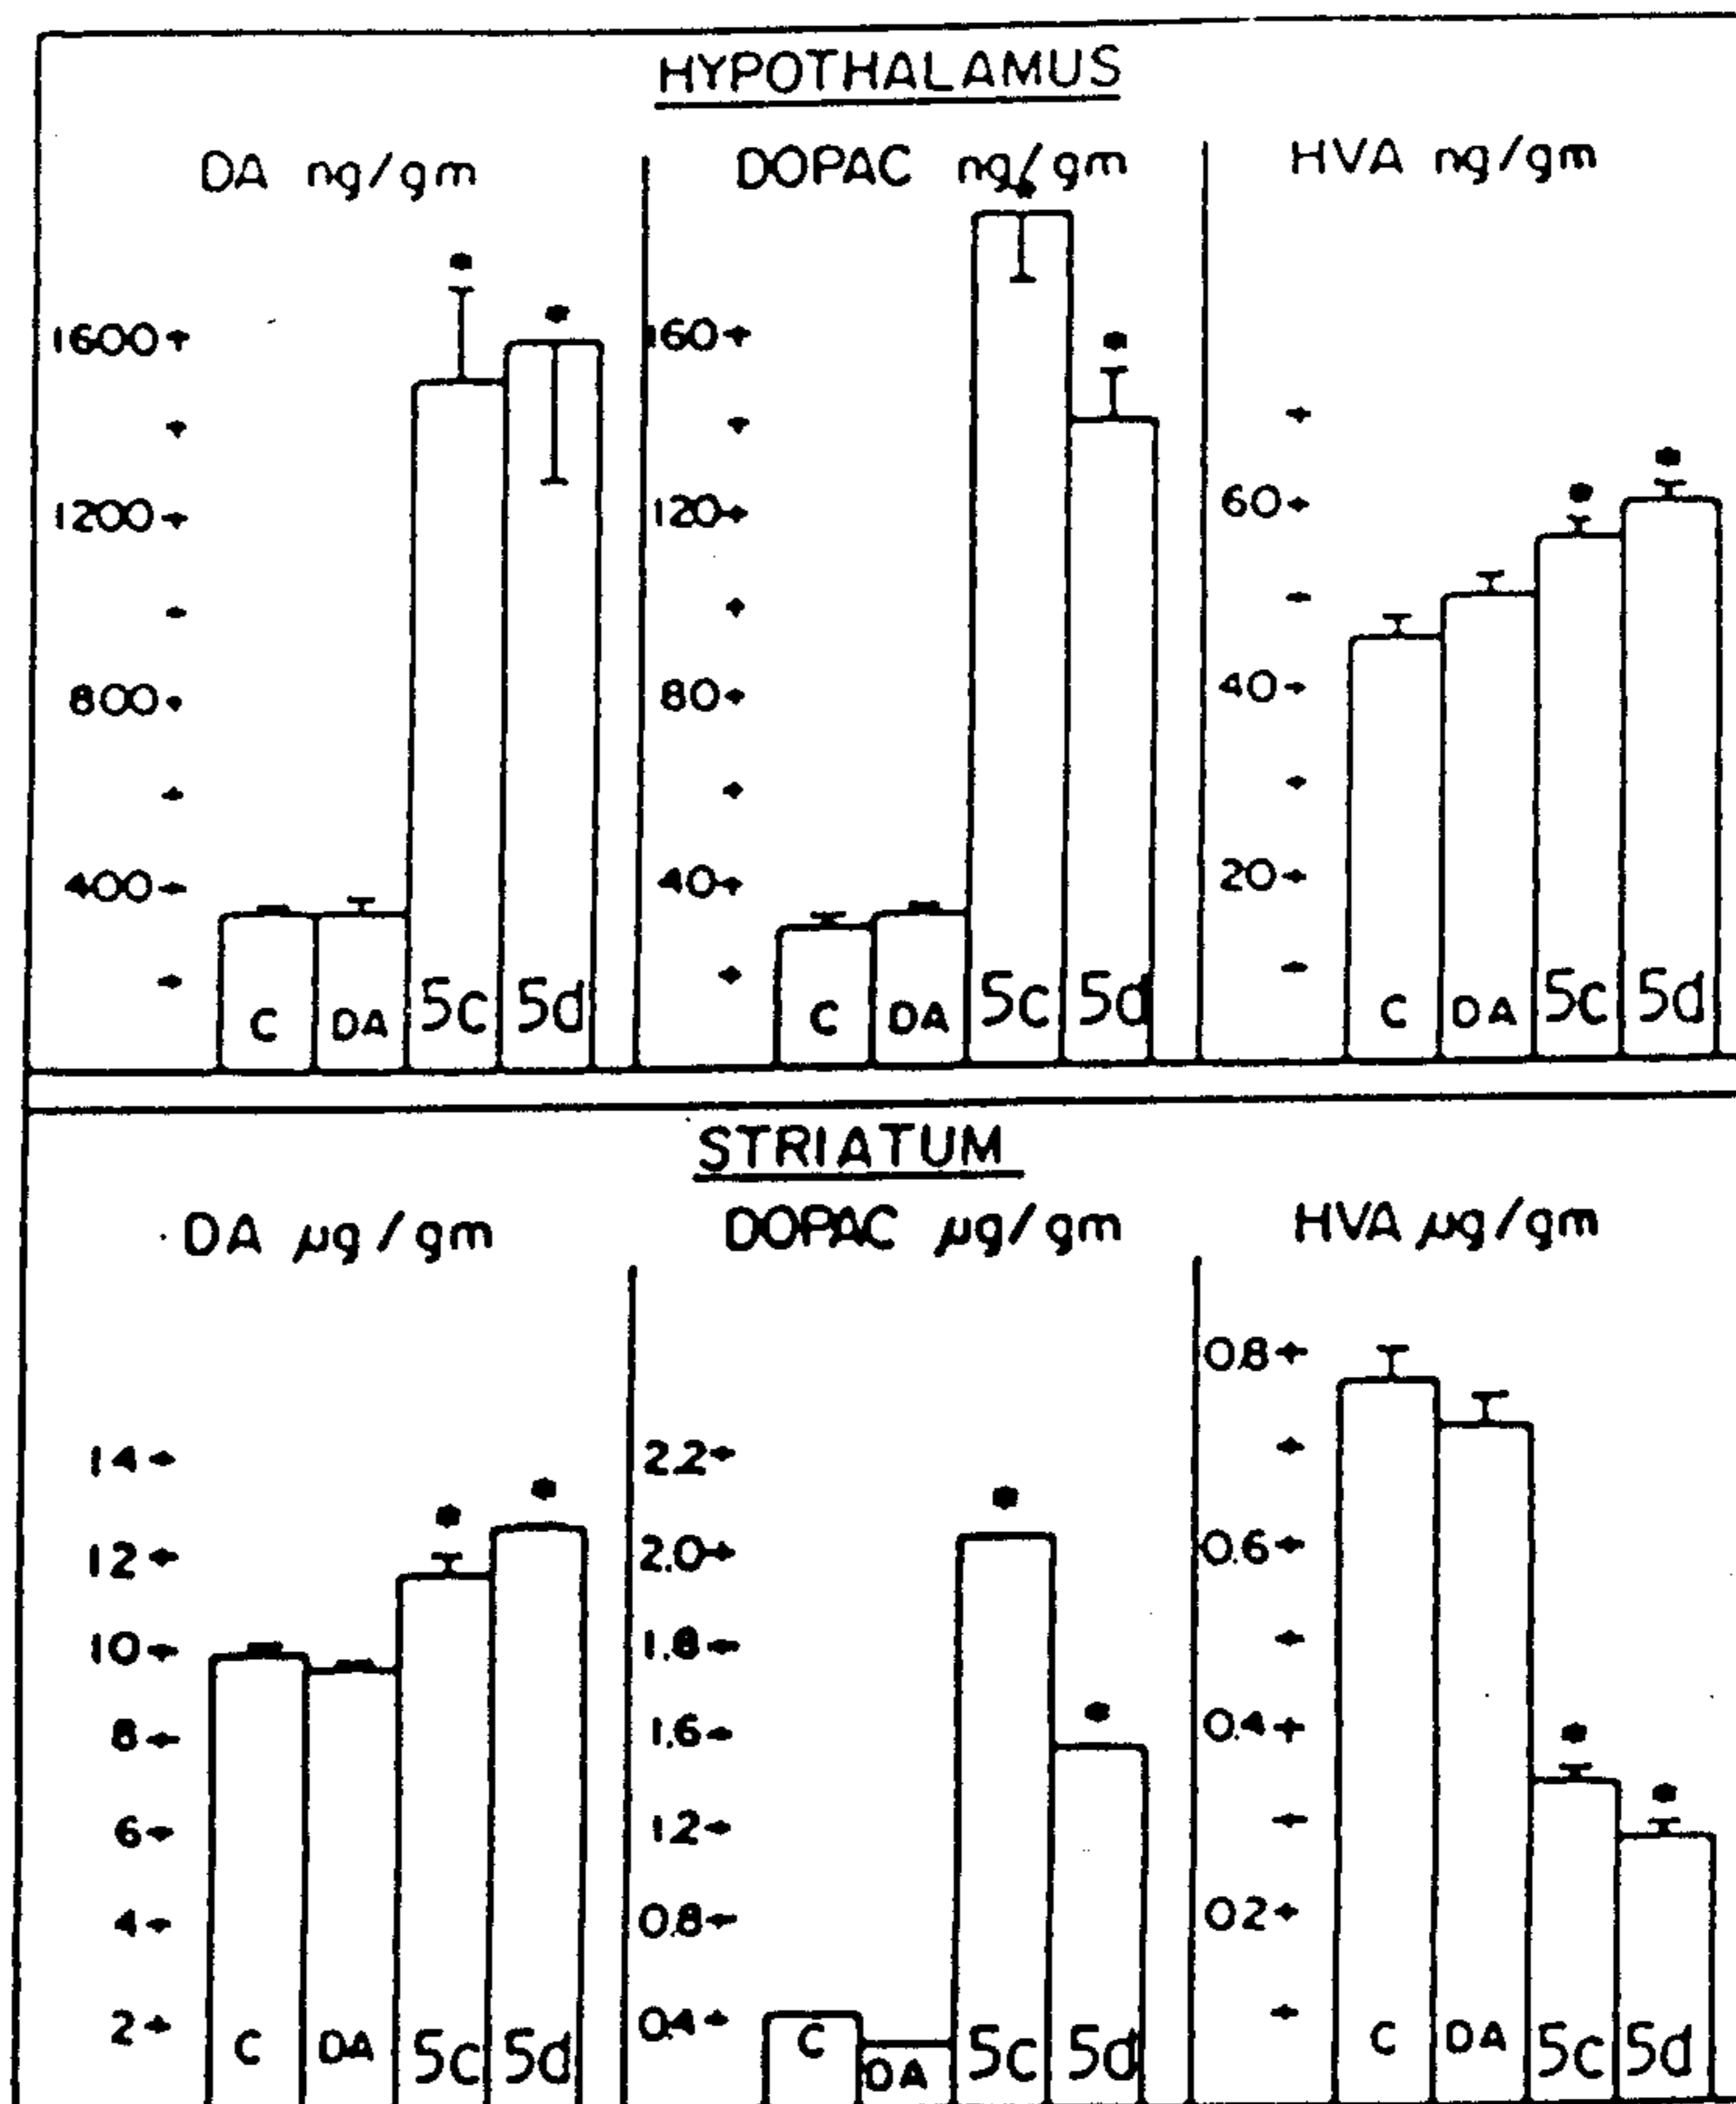 HYPOTHALAMUS
DA ng/gm
DOPAC ng/gm
HVA ng/gm
1600
1200
800
400
C
DA
5c
5d
160
120
80
40
C
DA
5c
5d
60
40
20
C
DA
5c
5d
STRIATUM
DA µg/gm
DOPAC µg/gm
HVA µg/gm
14
12
10
8
6
4
2
C
DA
5c
5d
2.2
2.0
1.8
1.6
1.2
0.8
0.4
C
DA
5c
5d
0.8
0.6
0.4
02
C
DA
5c
5d